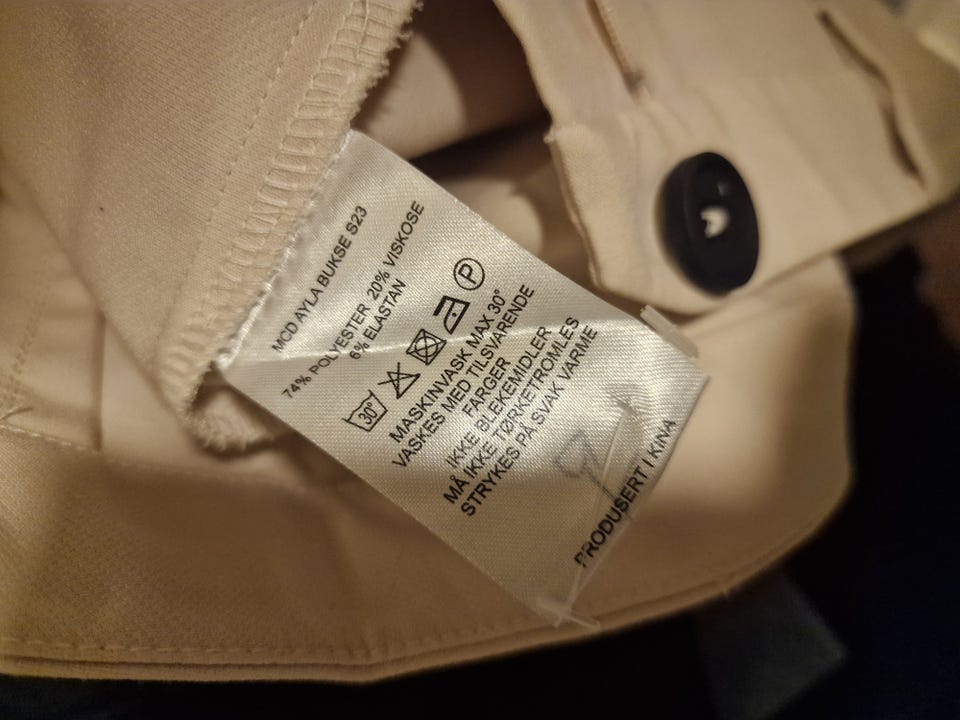 MCD AYLA BUKSE S23
74% POLYESTER 20% VISKOSE
6% ELASTAN
30° P
MASKINVASK MAX 30°
VASKES MED TILSVARENDE
FARGER
IKKE BLEKEMIDLER
MÅ IKKE TØRKETROMLES
STRYKES PÅ SVAK VARME
PRODUSERT I KINA